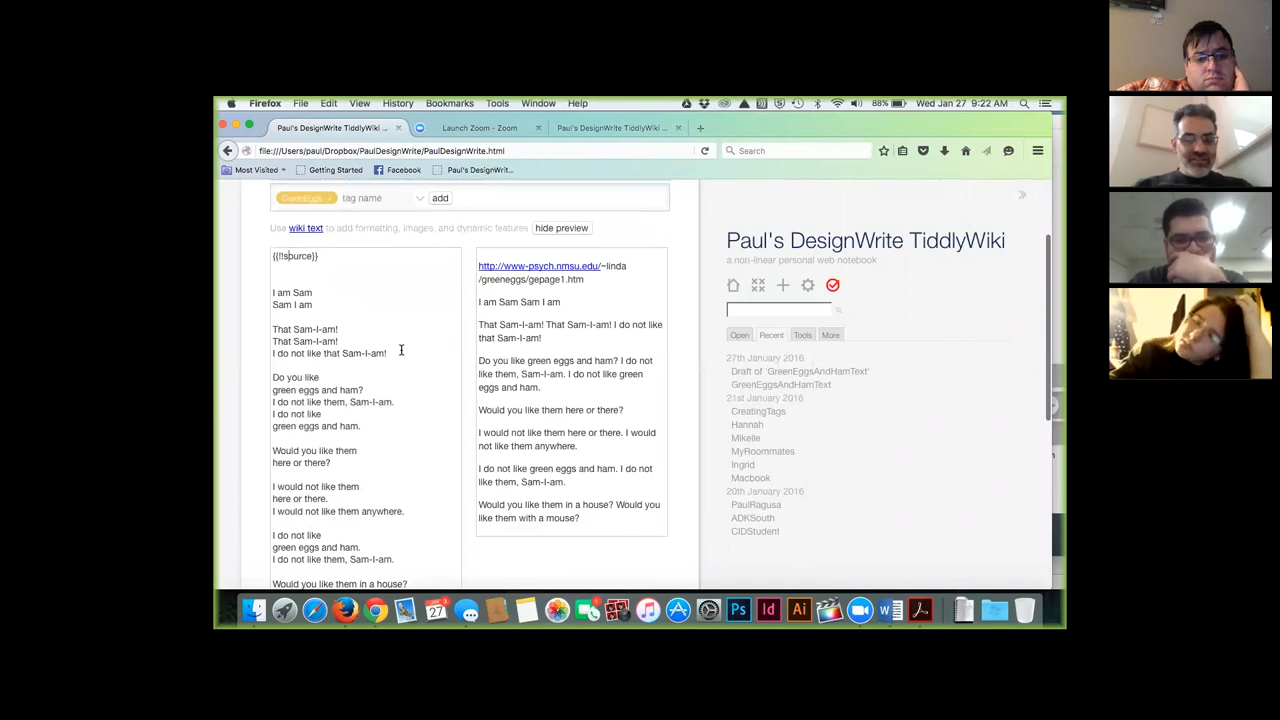 Firefox File Edit View History Bookmarks Tools Window Help 88% Wed Jan 27 9:22 AM
Paul's DesignWrite TiddlyWiki ... Launch Zoom - Zoom Paul's DesignWrite TiddlyWiki ...
file:///Users/paul/Dropbox/PaulDesignWrite/PaulDesignWrite.html Search
Most Visited Getting Started Facebook Paul's DesignWrit...
GreenEggs tag name add
Use wiki text to add formatting, images, and dynamic features hide preview
{{!!source}}
I am Sam
Sam I am
That Sam-I-am!
That Sam-I-am!
I do not like that Sam-I-am!
Do you like
green eggs and ham?
I do not like them, Sam-I-am.
I do not like
green eggs and ham.
Would you like them
here or there?
I would not like them
here or there.
I would not like them anywhere.
I do not like
green eggs and ham.
I do not like them, Sam-I-am.
Would you like them in a house?
http://www-psych.nmsu.edu/~linda
/greeneggs/gepage1.htm
I am Sam Sam I am
That Sam-I-am! That Sam-I-am! I do not like
that Sam-I-am!
Do you like green eggs and ham? I do not
like them, Sam-I-am. I do not like green
eggs and ham.
Would you like them here or there?
I would not like them here or there. I would
not like them anywhere.
I do not like green eggs and ham. I do not
like them, Sam-I-am.
Would you like them in a house? Would you
like them with a mouse?
Paul's DesignWrite TiddlyWiki
a non-linear personal web notebook
Open Recent Tools More
27th January 2016
Draft of 'GreenEggsAndHamText'
GreenEggsAndHamText
21st January 2016
CreatingTags
Hannah
Mikelle
MyRoommates
Ingrid
Macbook
20th January 2016
PaulRagusa
ADKSouth
CIDStudent
27 Ps Id Ai W